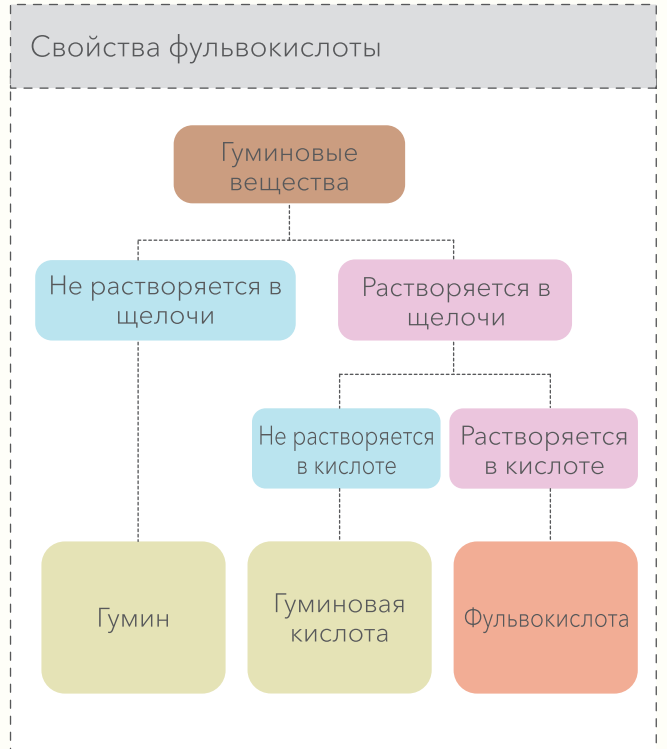 Свойства фульвокислоты
Гуминовые
вещества
Не растворяется в
щелочи
Растворяется в
щелочи
Не растворяется
в кислоте
Растворяется
в кислоте
Гумин
Гуминовая
кислота
Фульвокислота